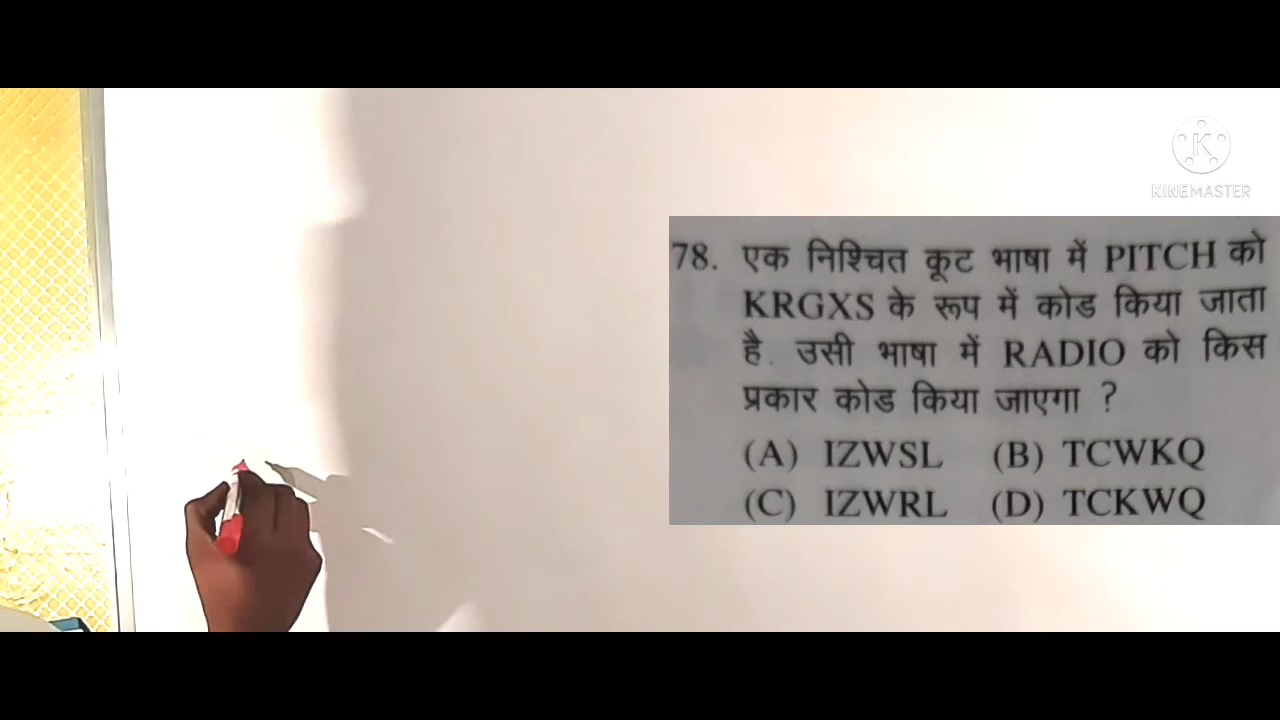 K
KINEMASTER
78. एक निश्चित कूट भाषा में PITCH को
KRGXS के रूप में कोड किया जाता
है. उसी भाषा में RADIO को किस
प्रकार कोड किया जाएगा ?
(A) IZWSL (B) TCWKQ
(C) IZWRL (D) TCKWQ